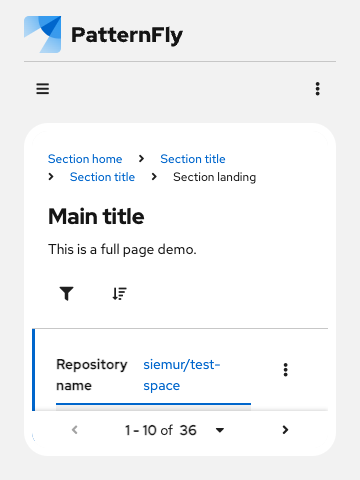 PatternFly
Section home > Section title
> Section title > Section landing
Main title
This is a full page demo.
Repository name siemur/test-space
1 - 10 of 36